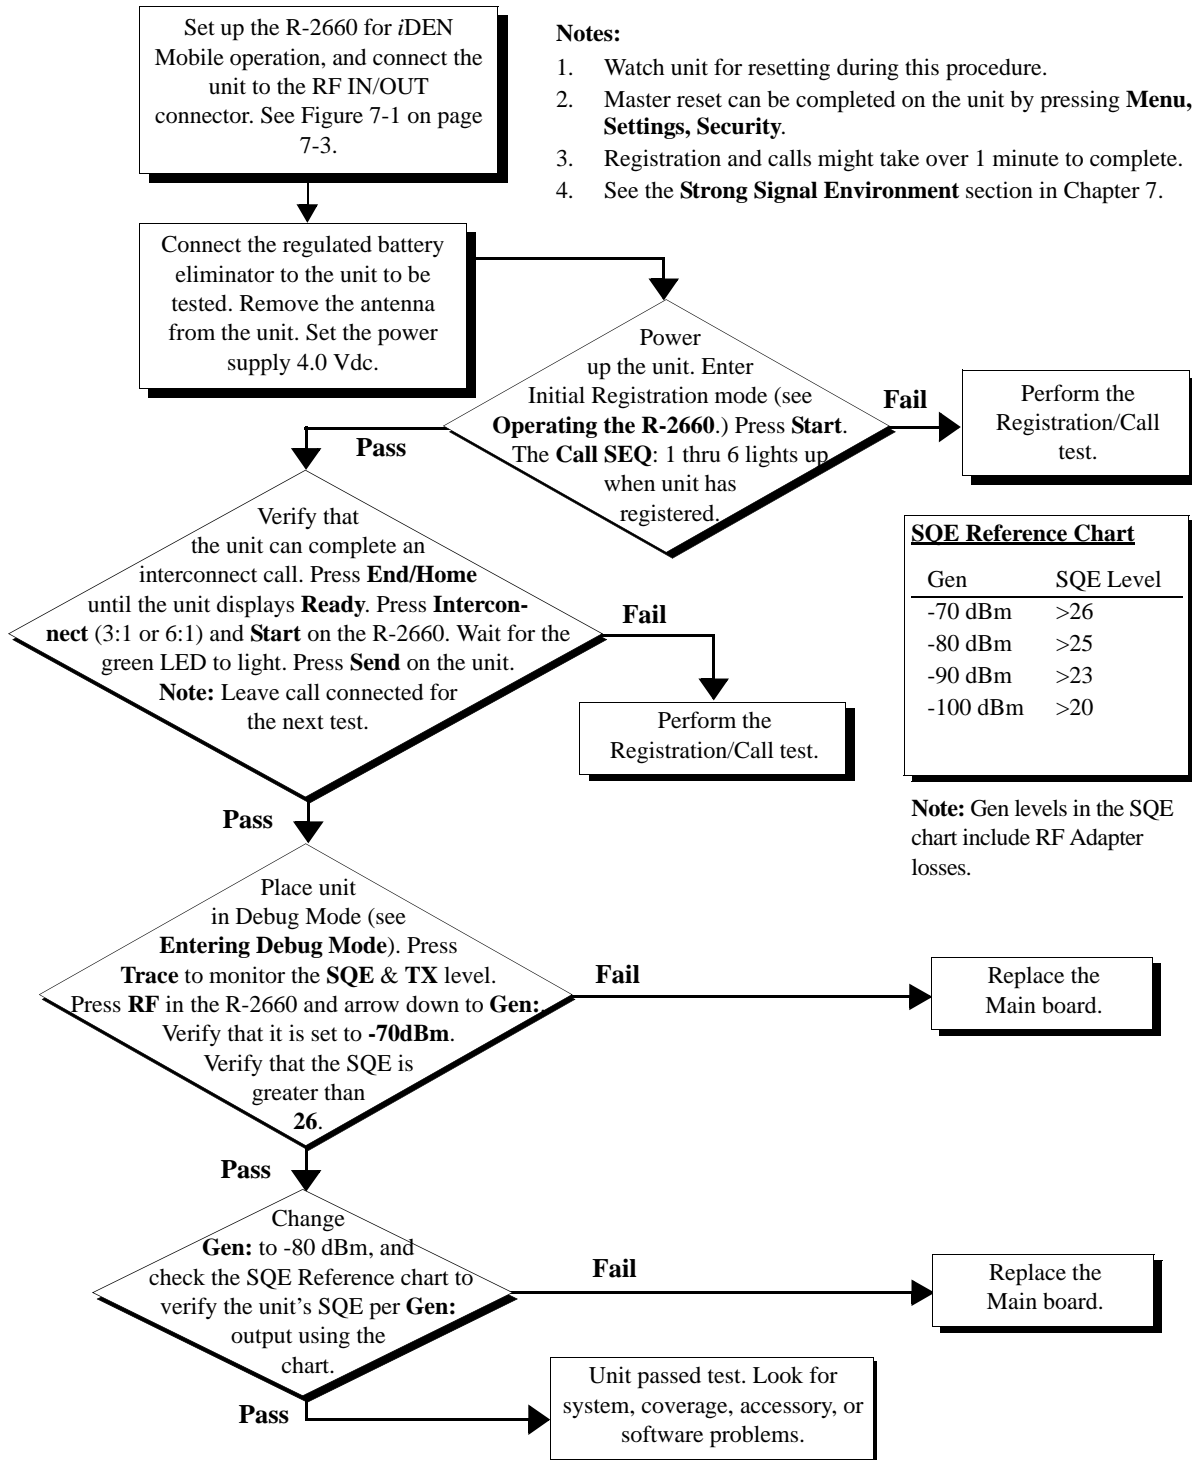 Set up the R-2660 for iDEN
Mobile operation, and connect the
unit to the RF IN/OUT
connector. See Figure 7-1 on page
7-3.
Notes:
1. Watch unit for resetting during this procedure.
2. Master reset can be completed on the unit by pressing Menu,
Settings, Security.
3. Registration and calls might take over 1 minute to complete.
4. See the Strong Signal Environment section in Chapter 7.
Connect the regulated battery
eliminator to the unit to be
tested. Remove the antenna
from the unit. Set the power
supply 4.0 Vdc.
Power
up the unit. Enter
Initial Registration mode (see
Operating the R-2660.) Press Start.
The Call SEQ: 1 thru 6 lights up
when unit has
registered.
Fail
Perform the
Registration/Call
test.
Pass
Verify that
the unit can complete an
interconnect call. Press End/Home
until the unit displays Ready. Press Intercon-
nect (3:1 or 6:1) and Start on the R-2660. Wait for the
green LED to light. Press Send on the unit.
Note: Leave call connected for
the next test.
Fail
Perform the
Registration/Call test.
SQE Reference Chart
Gen SQE Level
-70 dBm >26
-80 dBm >25
-90 dBm >23
-100 dBm >20
Note: Gen levels in the SQE
chart include RF Adapter
losses.
Pass
Place unit
in Debug Mode (see
Entering Debug Mode). Press
Trace to monitor the SQE & TX level.
Press RF in the R-2660 and arrow down to Gen:.
Verify that it is set to -70dBm.
Verify that the SQE is
greater than
26.
Fail
Replace the
Main board.
Pass
Change
Gen: to -80 dBm, and
check the SQE Reference chart to
verify the unit's SQE per Gen:
output using the
chart.
Fail
Replace the
Main board.
Pass
Unit passed test. Look for
system, coverage, accessory, or
software problems.